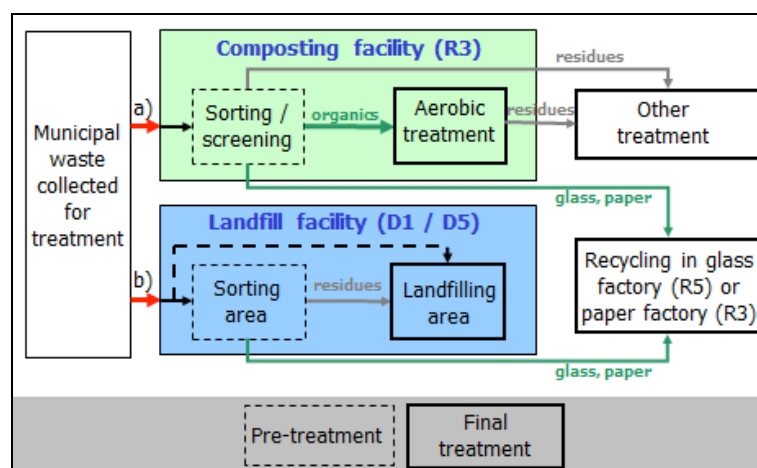 Composting facility (R3)
residues
a)
Sorting /
screening
organics
Aerobic
treatment
residues
Other
treatment
Municipal
waste
collected
for
treatment
glass, paper
Landfill facility (D1 / D5)
b)
Sorting
area
residues
Landfilling
area
Recycling in glass
factory (R5) or
paper factory (R3)
glass, paper
Pre-treatment
Final
treatment